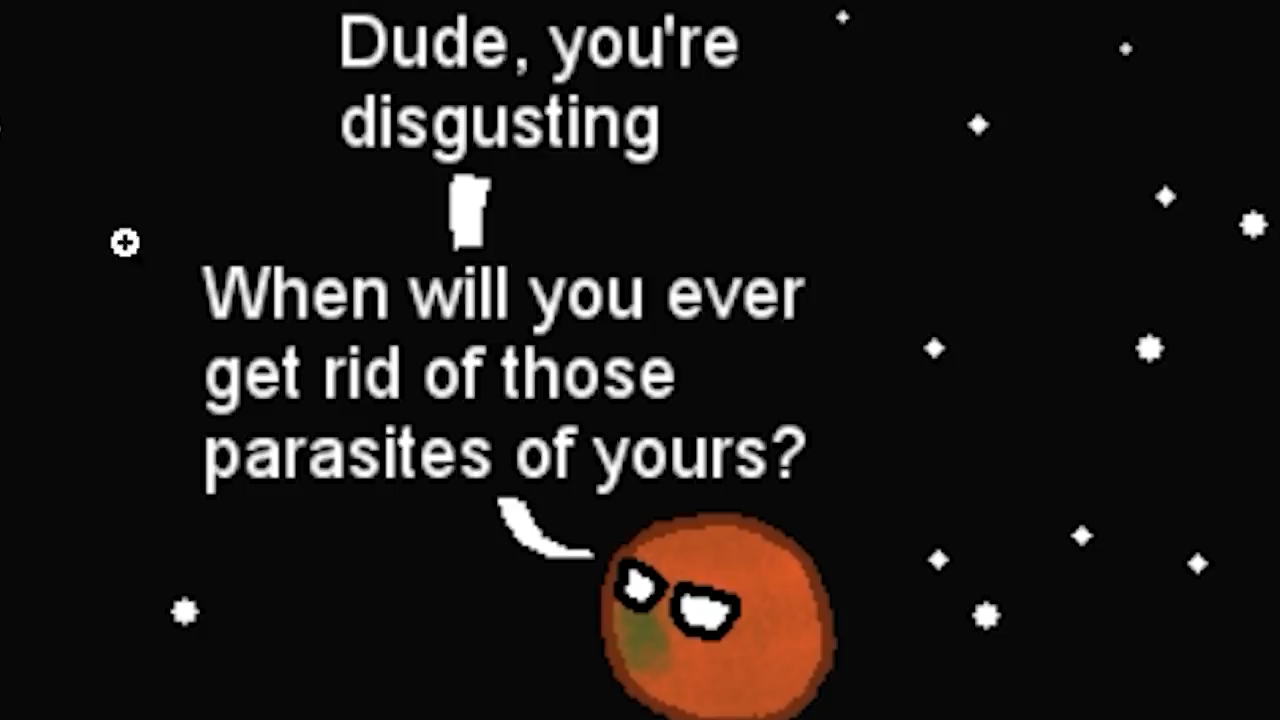 Dude, you're
disgusting
When will you ever
get rid of those
parasites of yours?